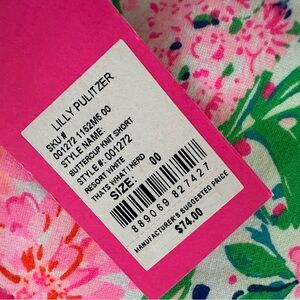 LILLY PULITZER
SKU #
001272 1152M5 00
STYLE NAME:
BUTTERCUP KNIT SHORT
STYLE #: 001272
RESORT WHITE
THATS WHAT I HERD
SIZE: 00
889069 827427
MANUFACTURER'S SUGGESTED PRICE
$74.00